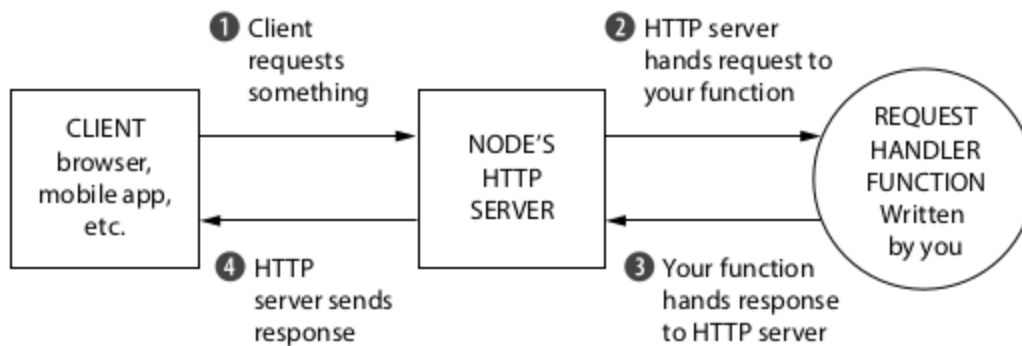 1 Client
requests
something
2 HTTP server
hands request to
your function
CLIENT
browser,
mobile app,
etc.
NODE'S
HTTP
SERVER
REQUEST
HANDLER
FUNCTION
Written
by you
4 HTTP
server sends
response
3 Your function
hands response
to HTTP server